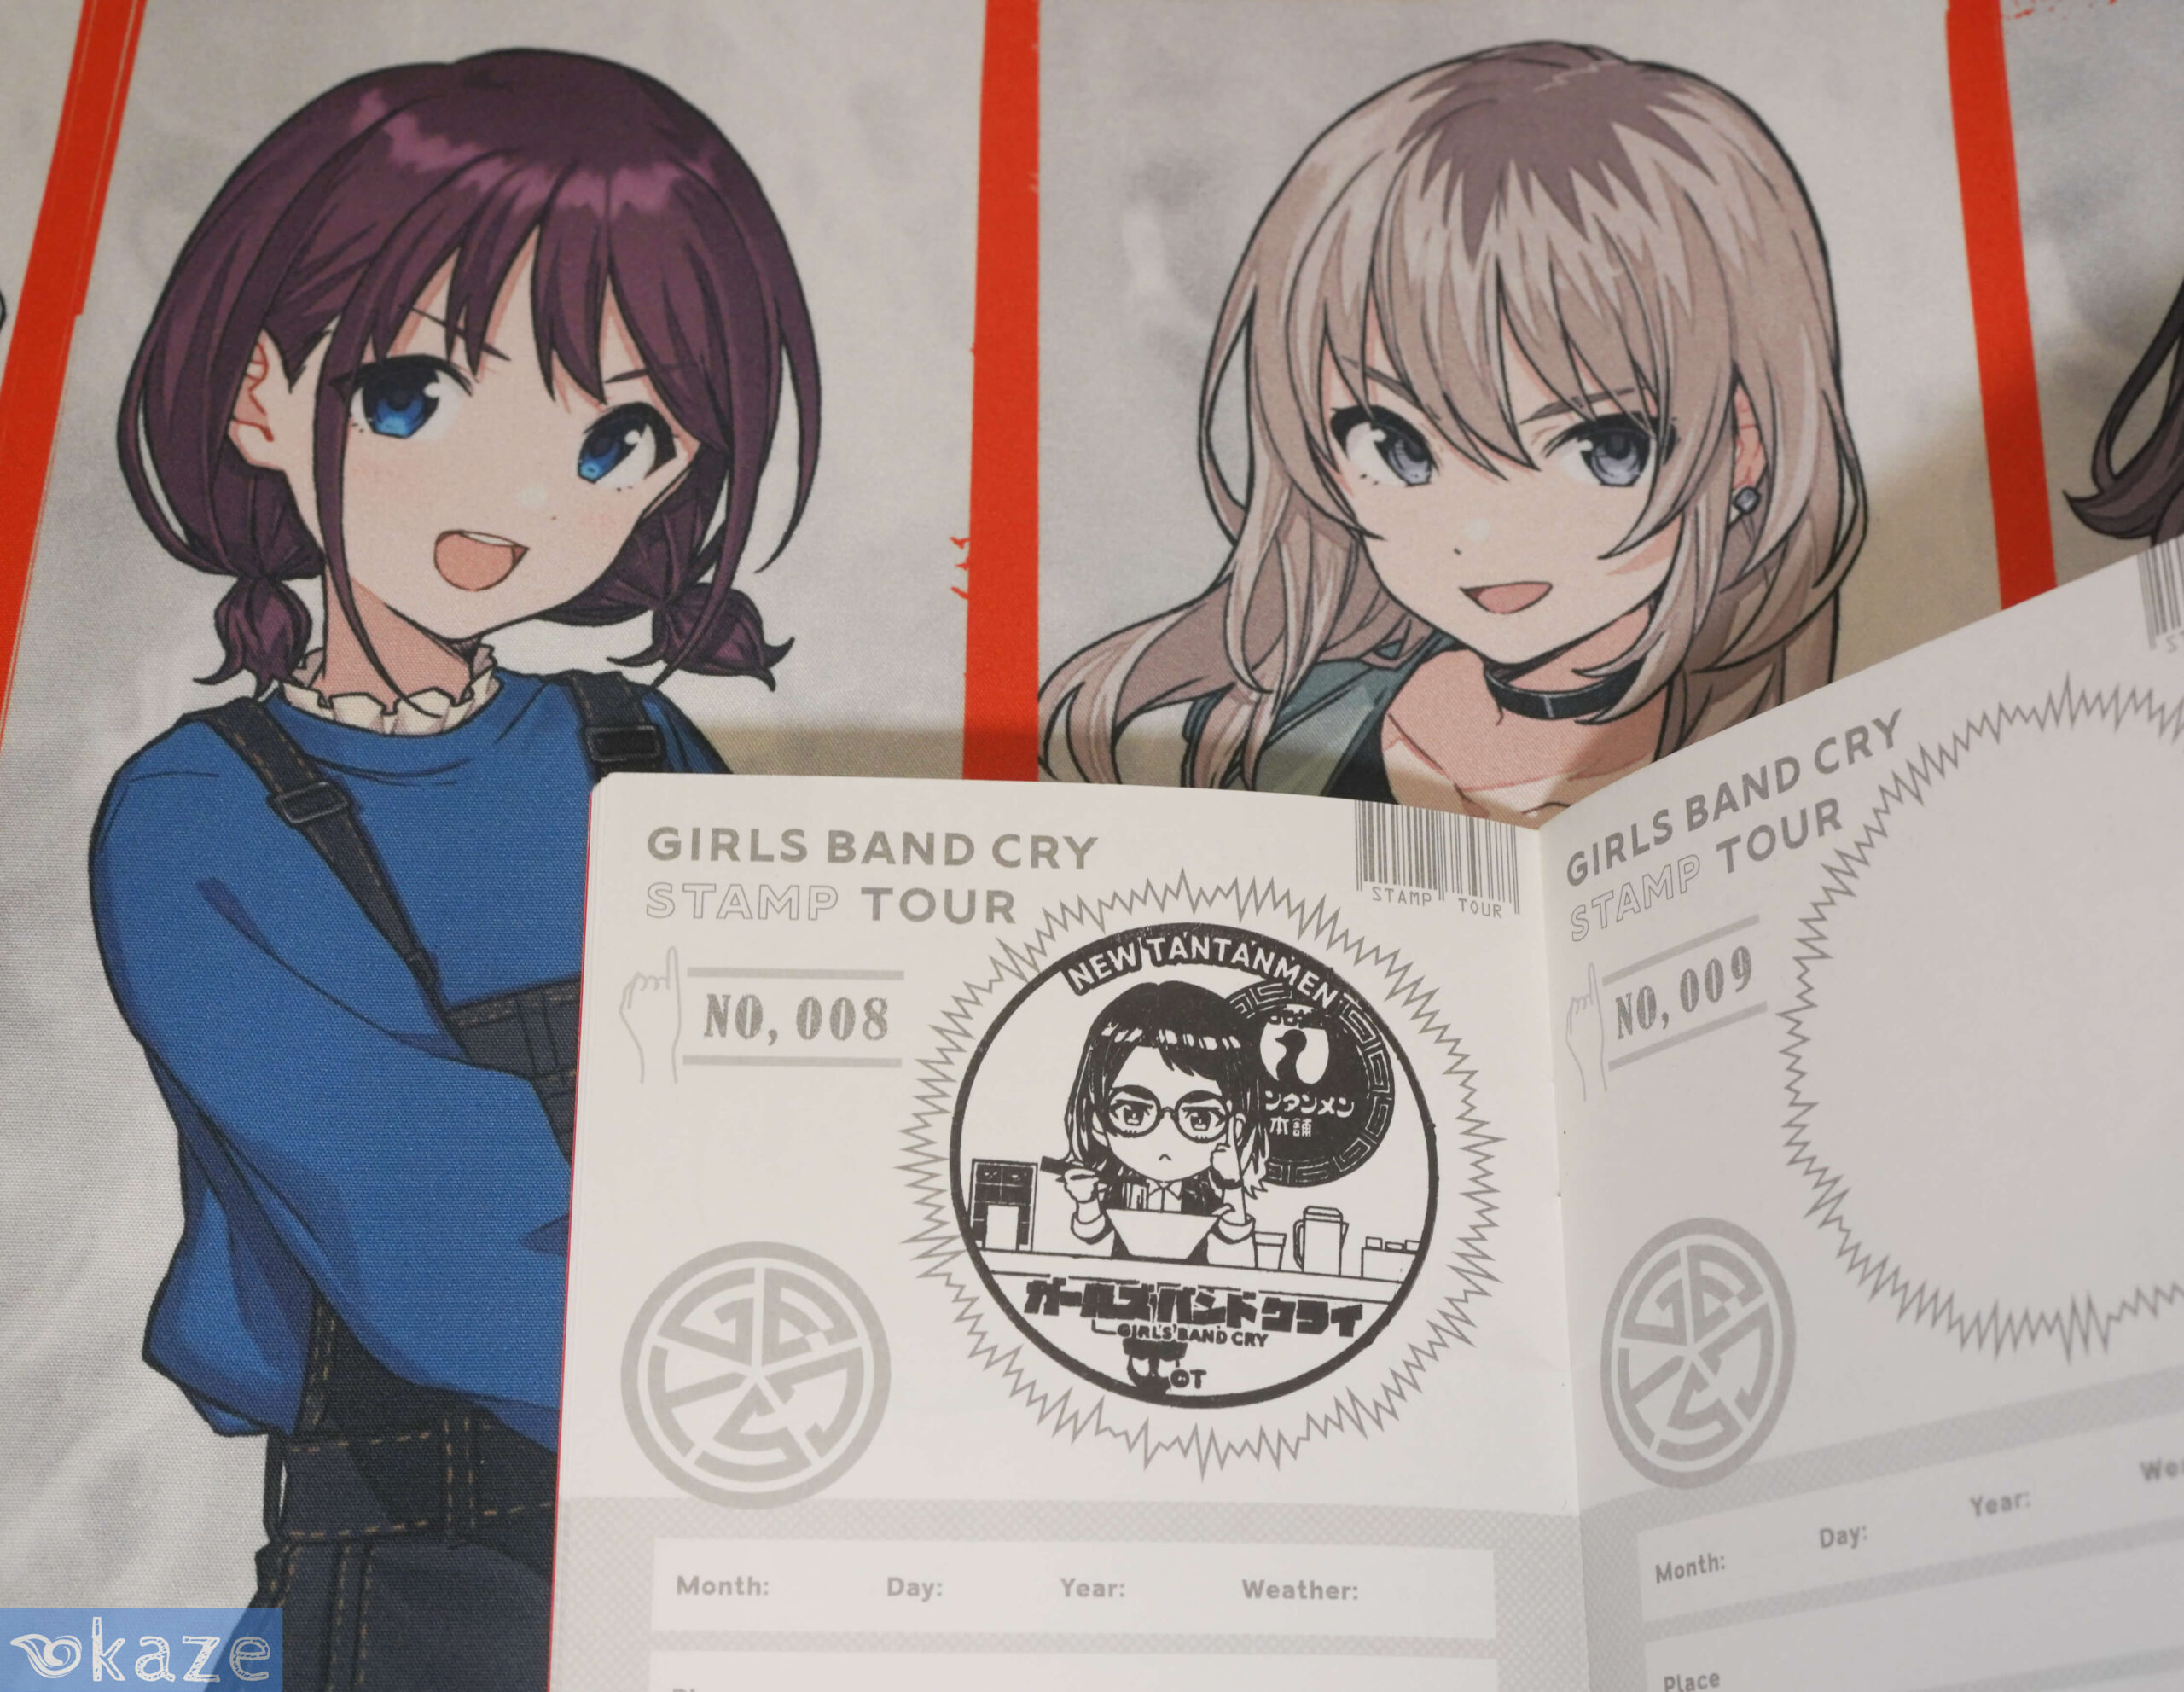 GIRLS BAND CRY
STAMP TOUR
STAMP TOUR
NO, 008
NEW TANTANMEN
ンタンメン
本舗
ガールズバンドクライ
GIRLS BAND CRY
©T
Month: Day: Year: Weather:
GIRLS BAND CRY
STAMP TOUR
NO, 009
Month: Day: Year:
Place
kaze